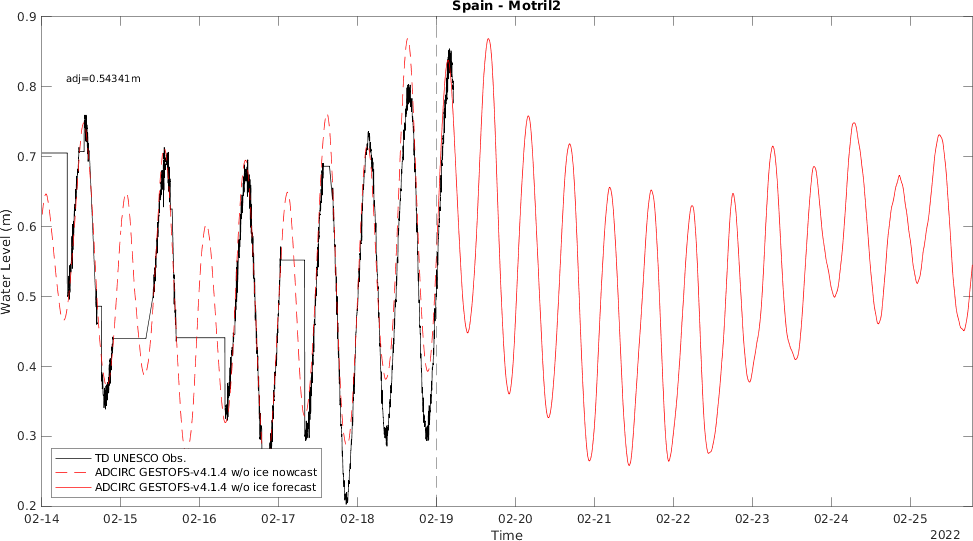 Spain - Motril2
0.9
0.8
0.7
0.6
0.5
0.4
0.3
0.2
Water Level (m)
adj=0.54341m
TD UNESCO Obs.
ADCIRC GESTOFS-v4.1.4 w/o ice nowcast
ADCIRC GESTOFS-v4.1.4 w/o ice forecast
02-14 02-15 02-16 02-17 02-18 02-19 02-20 02-21 02-22 02-23 02-24 02-25
Time
2022